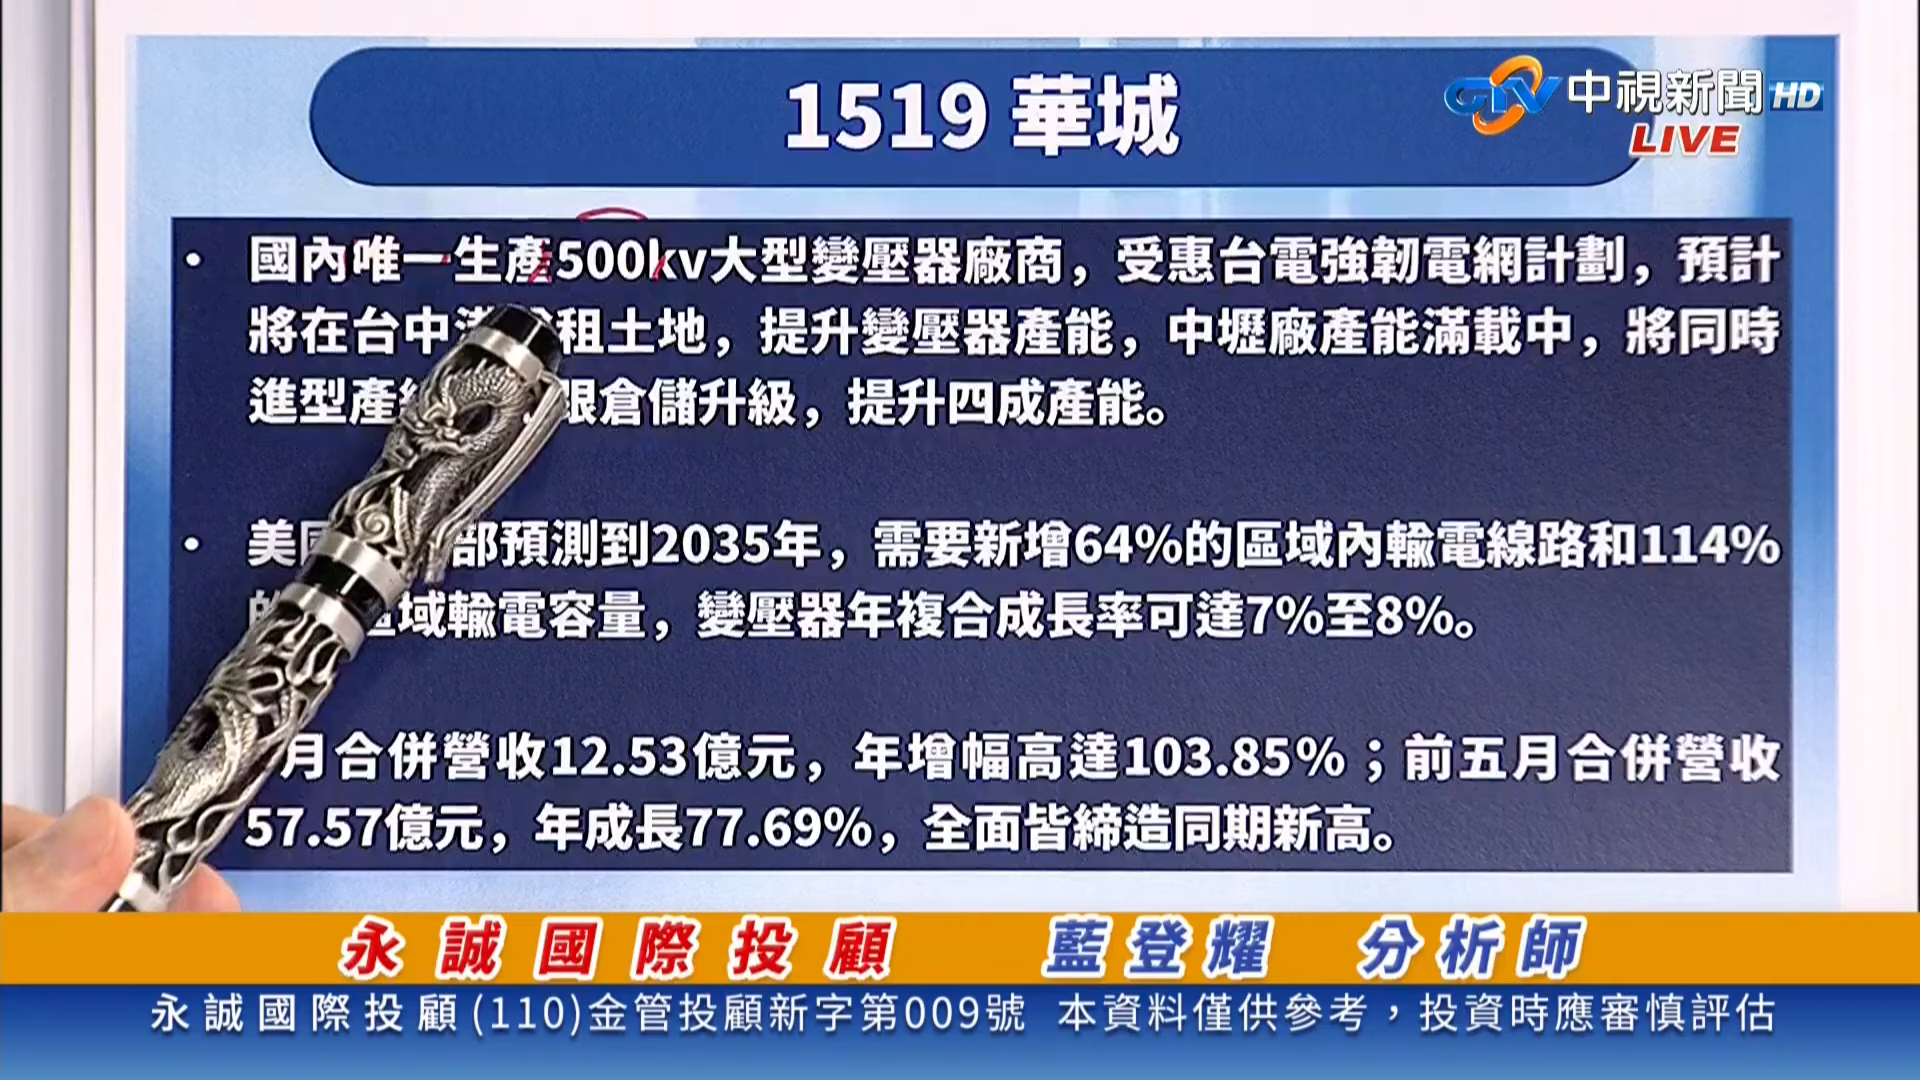 1519 華城
CTV 中視新聞 HD
LIVE
• 國內唯一生產500kv大型變壓器廠商，受惠台電強韌電網計劃，預計
將在台中 租土地，提升變壓器產能，中壢廠產能滿載中，將同時
進型產 倉儲升級，提升四成產能。
• 美國 部預測到2035年，需要新增64%的區域內輸電線路和114%
的 區域輸電容量，變壓器年複合成長率可達7%至8%。
月合併營收12.53億元，年增幅高達103.85%；前五月合併營收
57.57億元，年成長77.69%，全面皆締造同期新高。
永誠國際投顧 藍登耀 分析師
永誠國際投顧(110)金管投顧新字第009號 本資料僅供參考，投資時應審慎評估